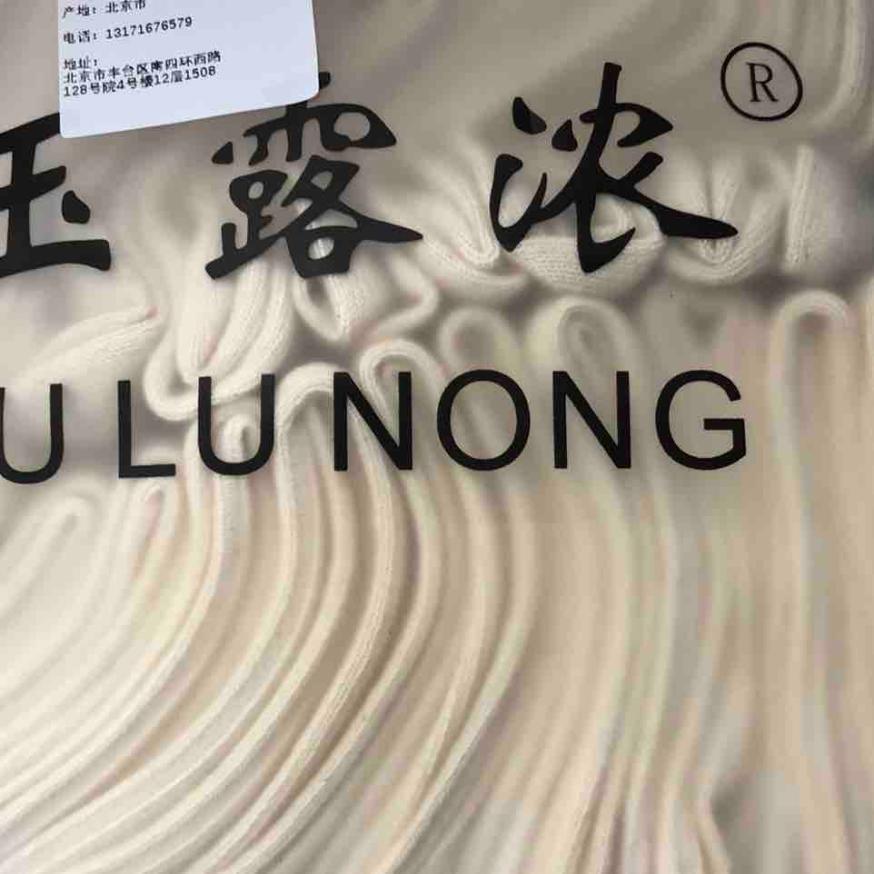 产地：北京市
电话：13171676579
地址：
北京市丰台区南四环西路
128号院4号楼12层1508
®
玉露浓
ULUNONG